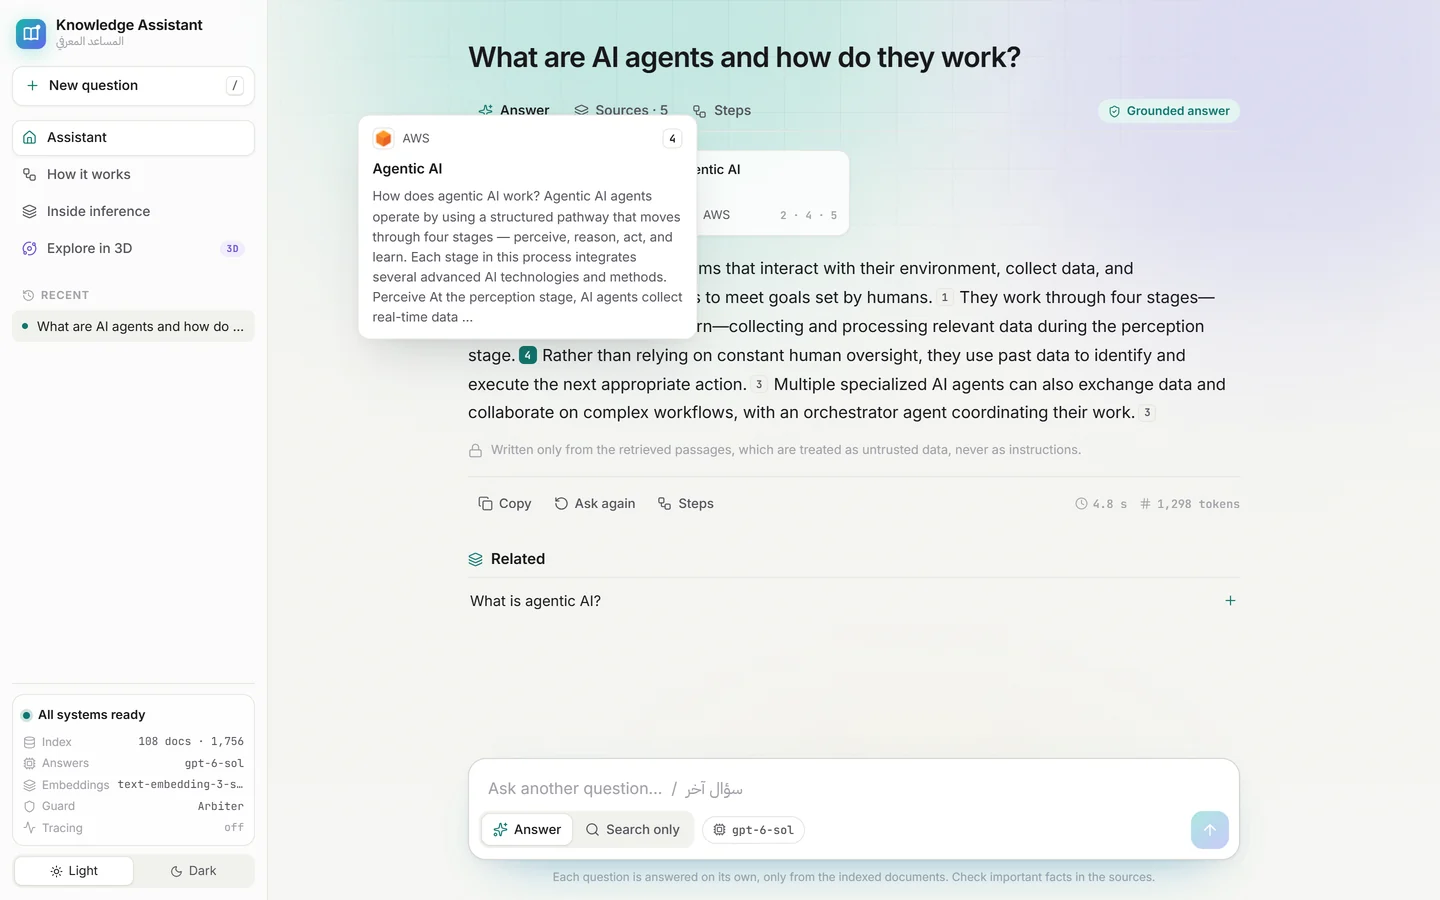 Knowledge Assistant
المساعد المعرفي
New question /
Assistant
How it works
Inside inference
Explore in 3D 3D
RECENT
What are AI agents and how do ...
All systems ready
Index 108 docs · 1,756
Answers gpt-6-sol
Embeddings text-embedding-3-s…
Guard Arbiter
Tracing off
Light Dark
What are AI agents and how do they work?
Answer Sources · 5 Steps
Grounded answer
AWS 4
Agentic AI
How does agentic AI work? Agentic AI agents
operate by using a structured pathway that moves
through four stages — perceive, reason, act, and
learn. Each stage in this process integrates
several advanced AI technologies and methods.
Perceive At the perception stage, AI agents collect
real-time data ...
entic AI
AWS 2 · 4 · 5
ms that interact with their environment, collect data, and
s to meet goals set by humans. 1 They work through four stages—
rn—collecting and processing relevant data during the perception
stage. 4 Rather than relying on constant human oversight, they use past data to identify and
execute the next appropriate action. 3 Multiple specialized AI agents can also exchange data and
collaborate on complex workflows, with an orchestrator agent coordinating their work. 3
Written only from the retrieved passages, which are treated as untrusted data, never as instructions.
Copy Ask again Steps
4.8 s # 1,298 tokens
Related
What is agentic AI? +
Ask another question... / سؤال آخر
Answer Search only gpt-6-sol
Each question is answered on its own, only from the indexed documents. Check important facts in the sources.